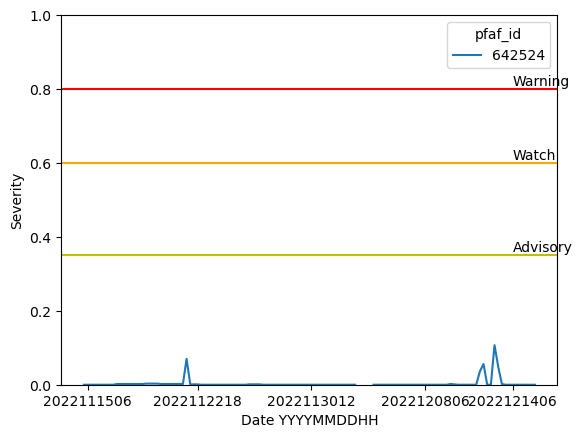 1.0
pfaf_id
642524
Warning
0.8
Watch
0.6
Severity
0.4
Advisory
0.2
0.0
2022111506 2022112218 2022113012 2022120806 2022121406
Date YYYYMMDDHH